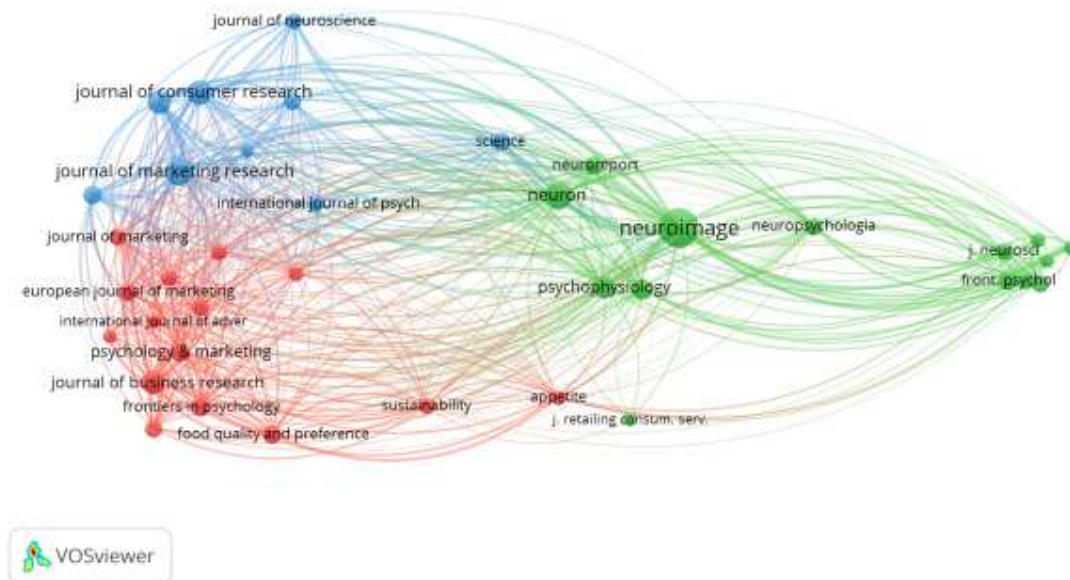 journal of neuroscience
journal of consumer research
science
neuroreport
journal of marketing research
neuron
international journal of psych
neuroimage
neuropsychologia
journal of marketing
j. neurosci
front. psychol
european journal of marketing
psychophysiology
international journal of adver
psychology & marketing
journal of business research
appetite
frontiers in psychology
sustainability
j. retailing consum. serv.
food quality and preference
VOSviewer